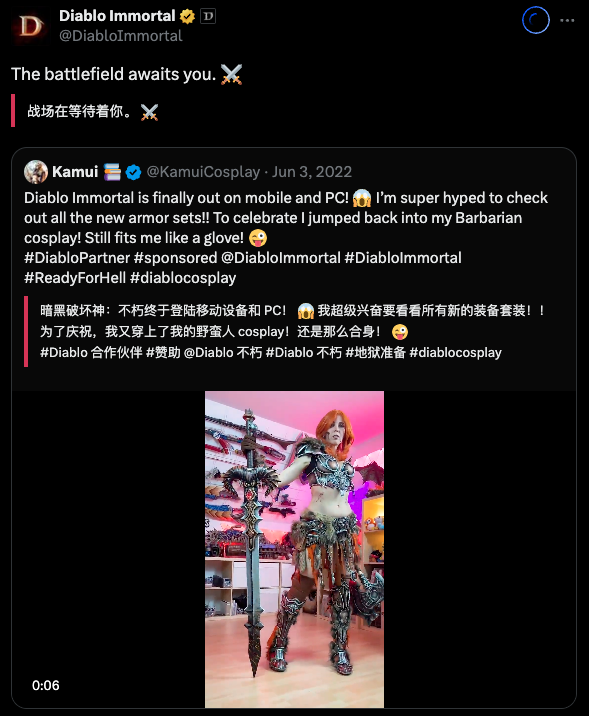 Diablo Immortal
@DiabloImmortal
The battlefield awaits you. ⚔️
战场在等待着你。⚔️
Kamui 📚 @KamuiCosplay · Jun 3, 2022
Diablo Immortal is finally out on mobile and PC! 😱 I’m super hyped to check
out all the new armor sets!! To celebrate I jumped back into my Barbarian
cosplay! Still fits me like a glove! 😜
#DiabloPartner #sponsored @DiabloImmortal #DiabloImmortal
#ReadyForHell #diablocosplay
暗黑破坏神：不朽终于登陆移动设备和 PC！ 😱 我超级兴奋要看看所有新的装备套装！！
为了庆祝，我又穿上了我的野蛮人 cosplay！还是那么合身！ 😜
#Diablo 合作伙伴 #赞助 @Diablo 不朽 #Diablo 不朽 #地狱准备 #diablocosplay
0:06